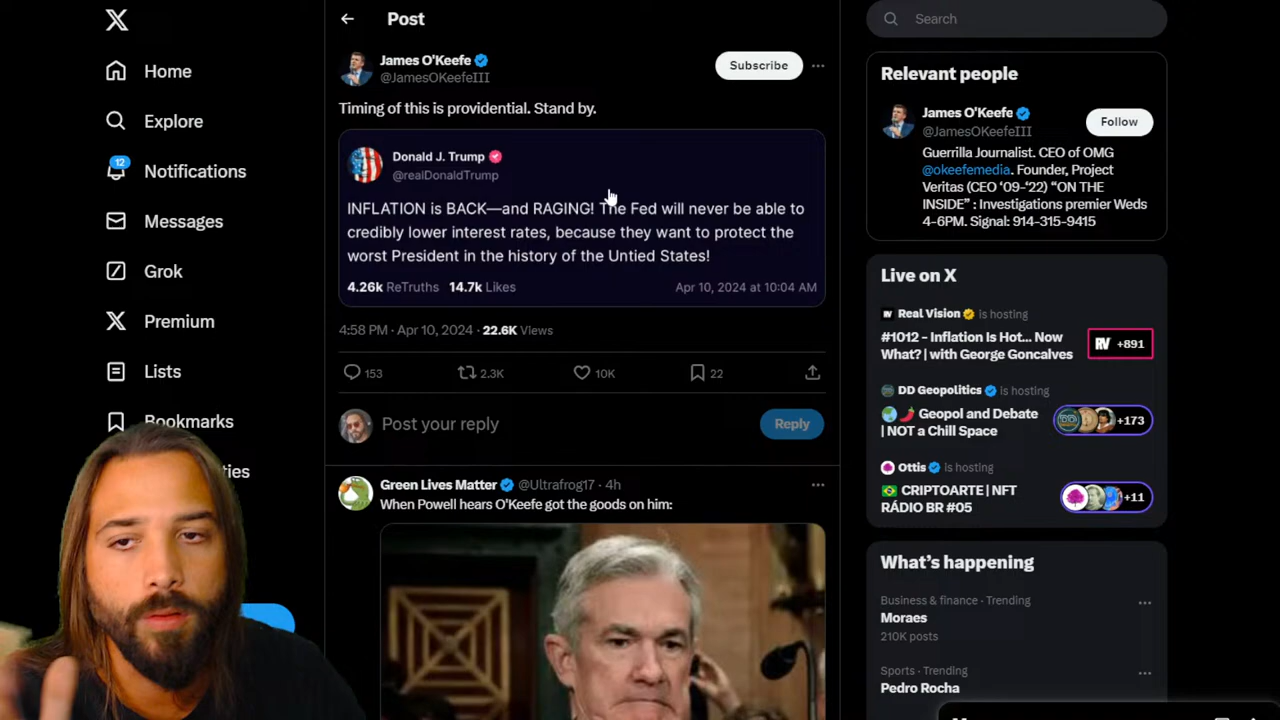 Home
Explore
12
Notifications
Messages
Grok
Premium
Lists
Bookmarks
Post
James O'Keefe
@JamesOKeefeIII
Subscribe
Timing of this is providential. Stand by.
Donald J. Trump
@realDonaldTrump
INFLATION is BACK—and RAGING! The Fed will never be able to
credibly lower interest rates, because they want to protect the
worst President in the history of the Untied States!
4.26k ReTruths 14.7k Likes
Apr 10, 2024 at 10:04 AM
4:58 PM · Apr 10, 2024 · 22.6K Views
153
2.3K
10K
22
Post your reply
Reply
Green Lives Matter @Ultrafrog17 · 4h
When Powell hears O'Keefe got the goods on him:
Search
Relevant people
James O'Keefe
@JamesOKeefeIII
Follow
Guerrilla Journalist. CEO of OMG
@okeefemedia. Founder, Project
Veritas (CEO '09-'22) “ON THE
INSIDE” : Investigations premier Weds
4-6PM. Signal: 914-315-9415
Live on X
Real Vision is hosting
#1012 - Inflation Is Hot... Now
What? | with George Goncalves
RV +891
DD Geopolitics is hosting
Geopol and Debate
| NOT a Chill Space
+173
Ottis is hosting
CRIPTOARTE | NFT
RÁDIO BR #05
+11
What's happening
Business & finance · Trending
Moraes
210K posts
Sports · Trending
Pedro Rocha